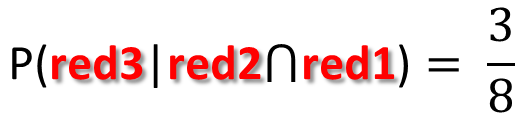 P(red3|red2∩red1) = 3/8